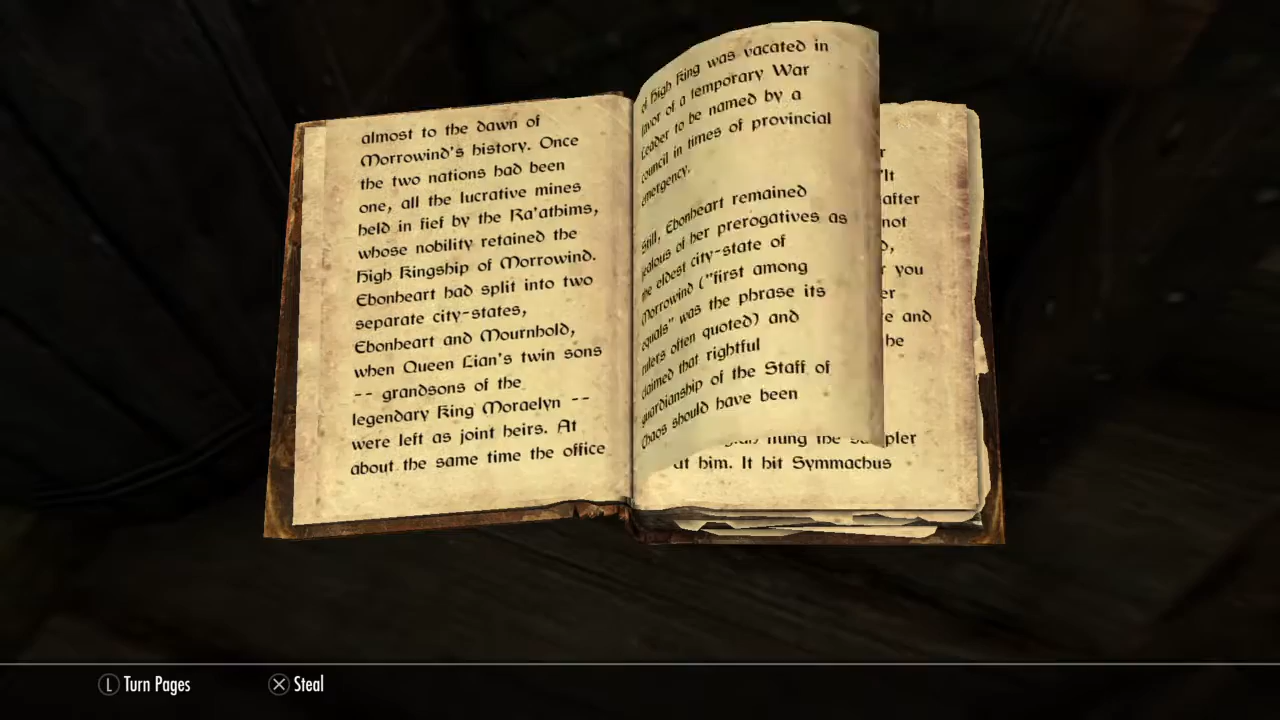 almost to the dawn of
Morrowind's history. Once
the two nations had been
one, all the lucrative mines
held in fief by the Ra'athims,
whose nobility retained the
High Kingship of Morrowind.
Ebonheart had split into two
separate city-states,
Ebonheart and Mournhold,
when Queen Lian's twin sons
-- grandsons of the
legendary King Moraelyn --
were left as joint heirs. At
about the same time the office
of High King was vacated in
favor of a temporary War
Leader to be named by a
council in times of provincial
emergency.
Still, Ebonheart remained
jealous of her prerogatives as
the eldest city-state of
Morrowind ("first among
equals" was the phrase its
rulers often quoted) and
claimed that rightful
guardianship of the Staff of
Chaos should have been
r
'It
after
not
d,
r you
er
e and
he
hung the
at him. It hit Symmachus
Turn Pages
Steal